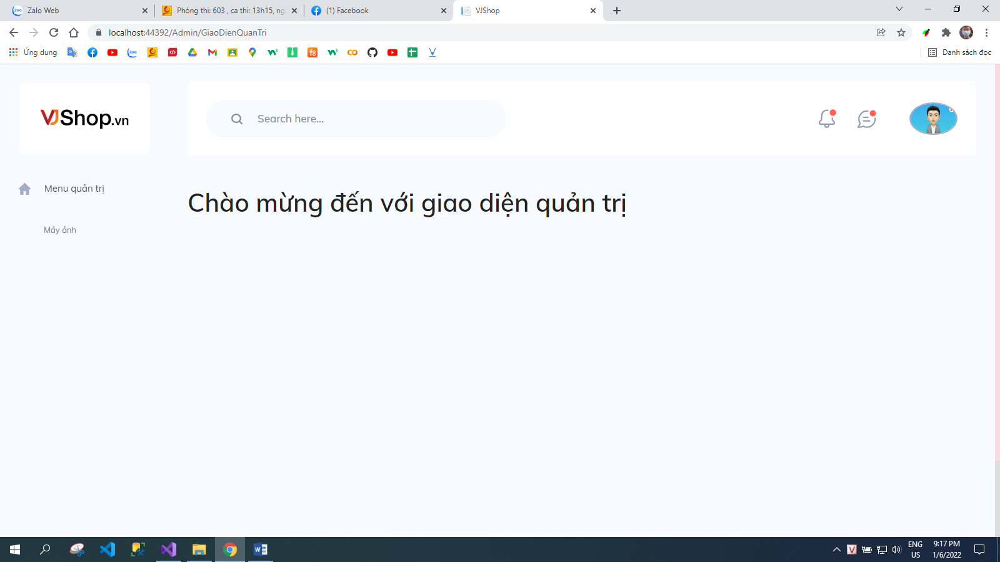 Zalo Web
Phòng thi: 603 , ca thi: 13h15, ng
(1) Facebook
VJShop
localhost:44392/Admin/GiaoDienQuanTri
Ứng dụng
Zalo
f8
Danh sách đọc
VJShop.vn
Search here...
Menu quản trị
Chào mừng đến với giao diện quản trị
Máy ảnh
ENG
US
9:17 PM
1/6/2022